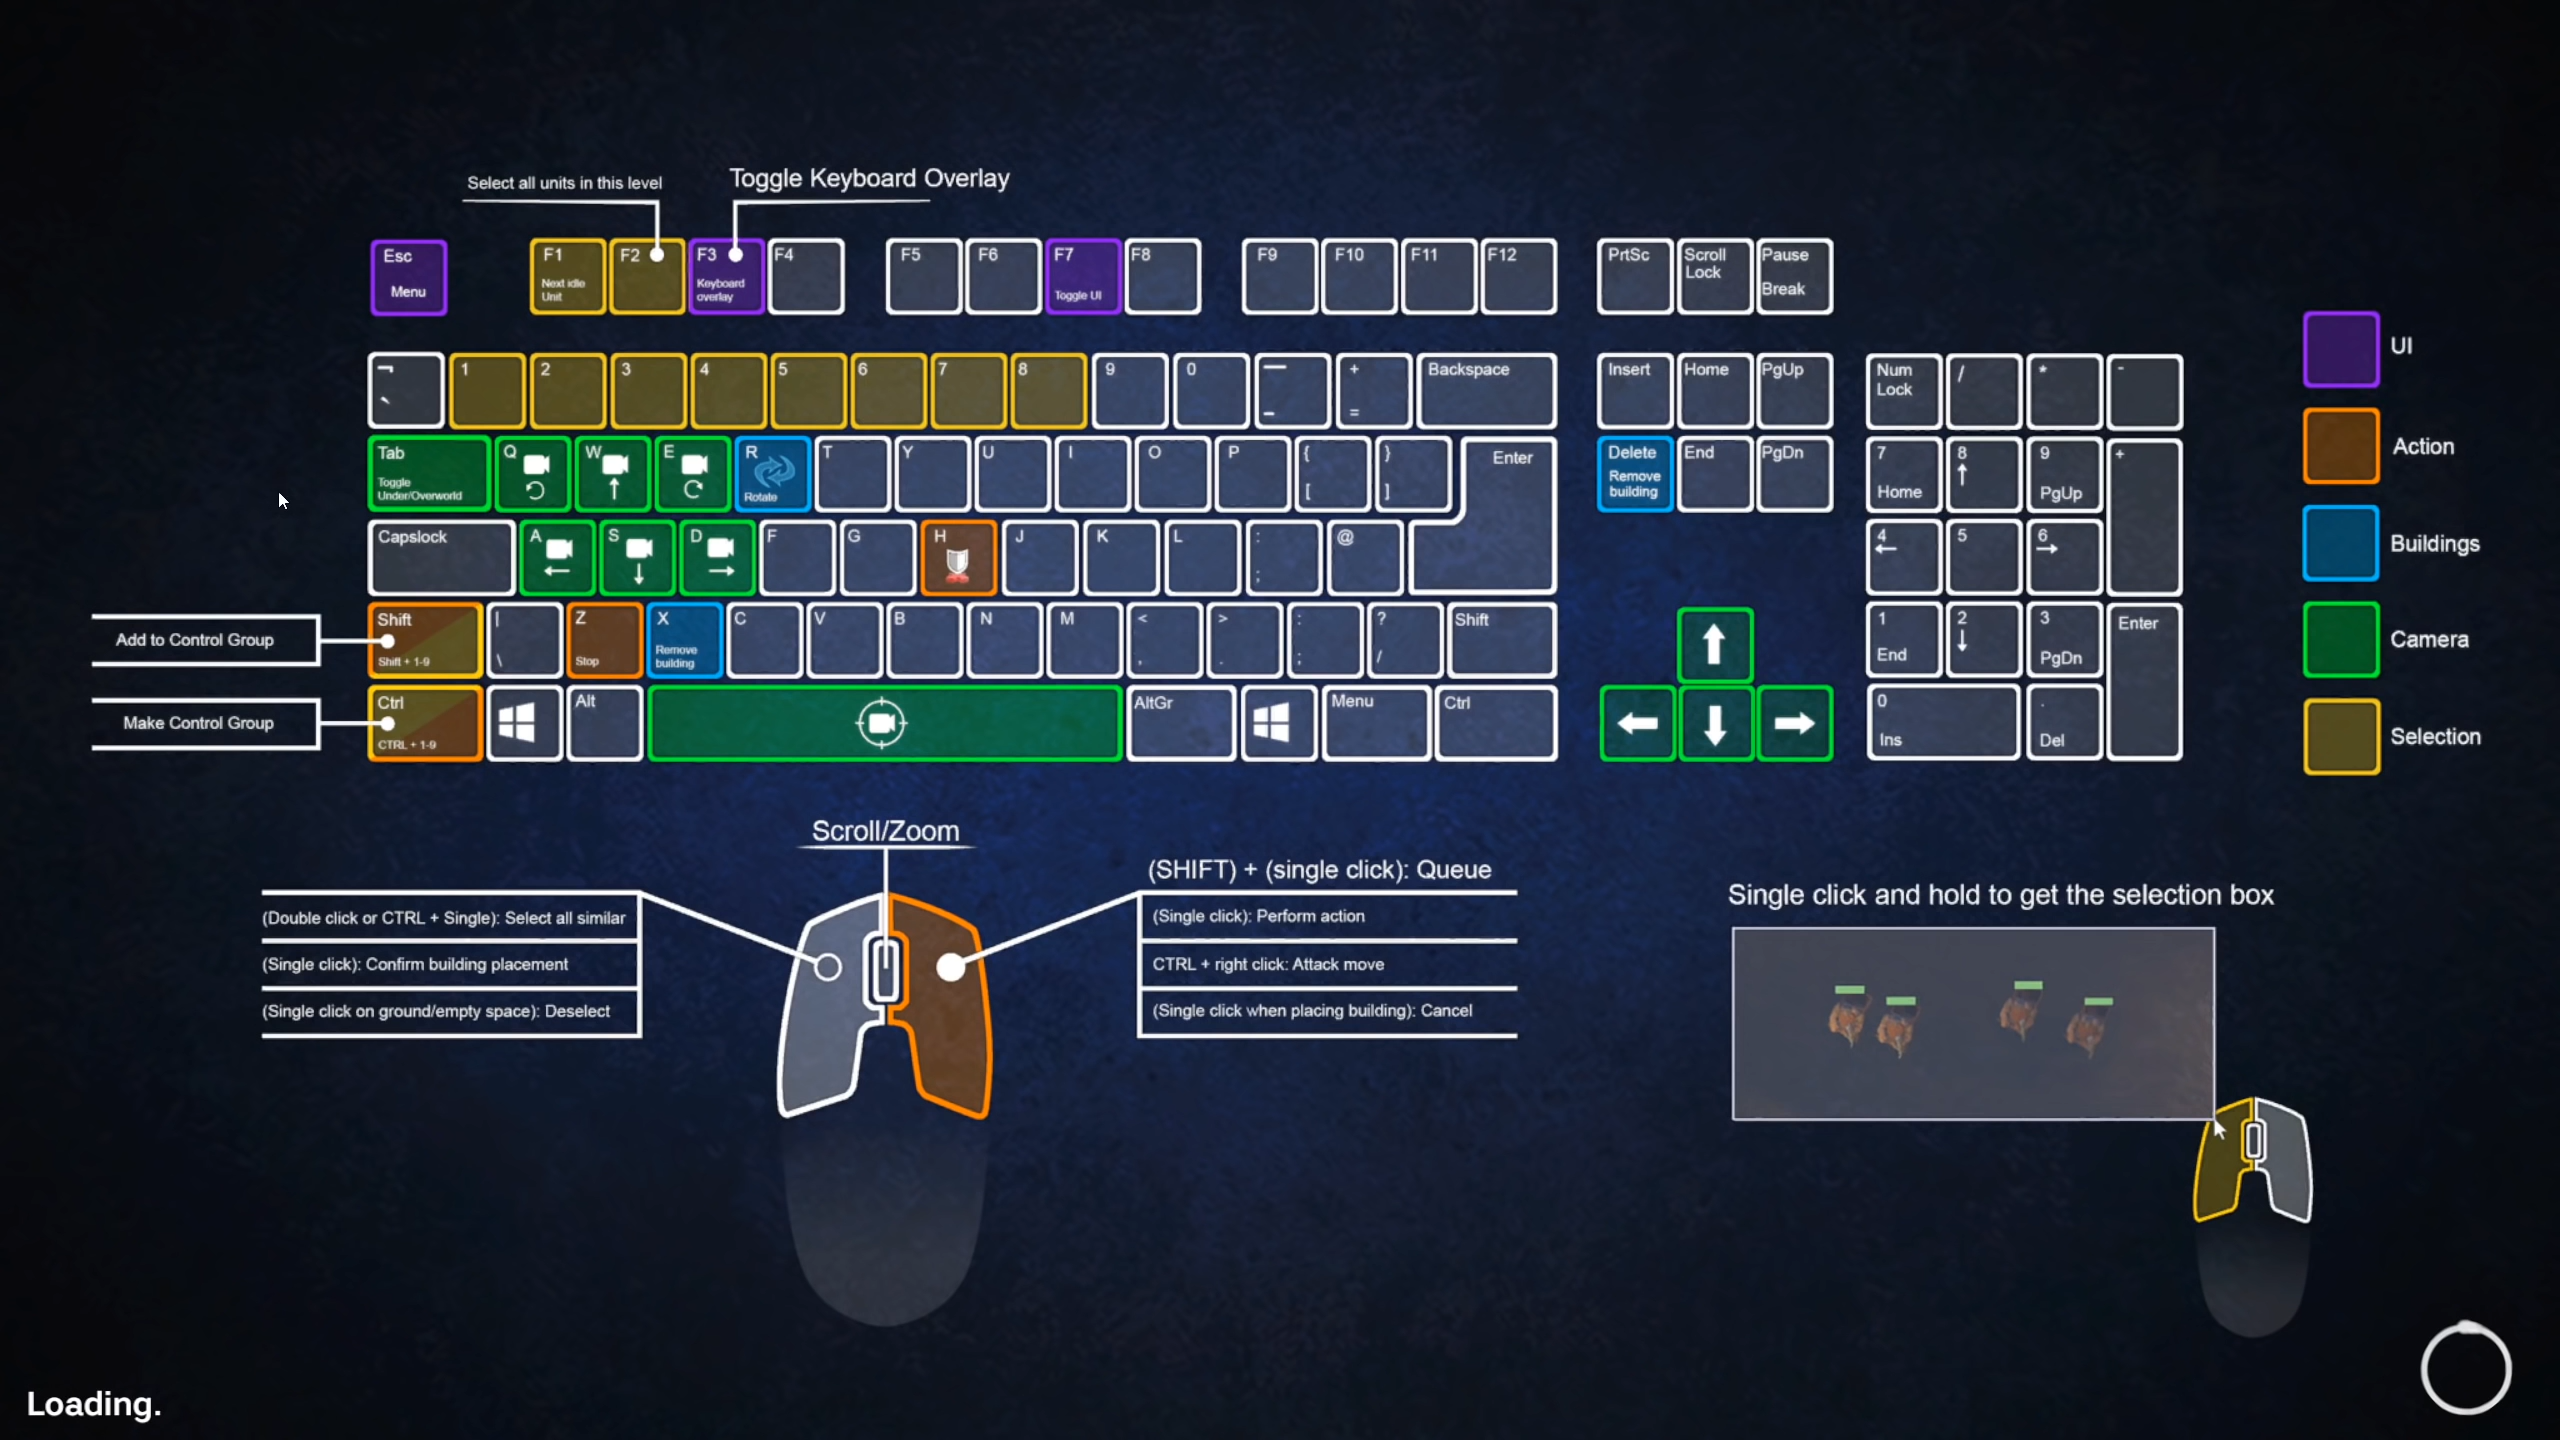 Select all units in this level
Toggle Keyboard Overlay
Esc
Menu
F1
Next idle
Unit
F2
F3
Keyboard
overlay
F4
F5
F6
F7
Toggle UI
F8
F9
F10
F11
F12
PrtSc
Scroll
Lock
Pause
Break
UI
¬
`
1
2
3
4
5
6
7
8
9
0
—
-
+
=
Backspace
Insert
Home
PgUp
Num
Lock
/
*
-
Action
Tab
Toggle
Under/Overworld
Q
W
E
R
Rotate
T
Y
U
I
O
P
{
[
}
]
Enter
Delete
Remove
building
End
PgDn
7
Home
8
↑
9
PgUp
+
Buildings
Capslock
A
←
S
↓
D
→
F
G
H
J
K
L
:
;
@
4
←
5
6
→
Add to Control Group
Shift
Shift + 1-9
|
\
Z
Stop
X
Remove
building
C
V
B
N
M
<
,
>
.
:
;
?
/
Shift
1
End
2
↓
3
PgDn
Enter
Camera
Make Control Group
Ctrl
CTRL + 1-9
Alt
AltGr
Menu
Ctrl
0
Ins
.
Del
Selection
Scroll/Zoom
(Double click or CTRL + Single): Select all similar
(Single click): Confirm building placement
(Single click on ground/empty space): Deselect
(SHIFT) + (single click): Queue
(Single click): Perform action
CTRL + right click: Attack move
(Single click when placing building): Cancel
Single click and hold to get the selection box
Loading.